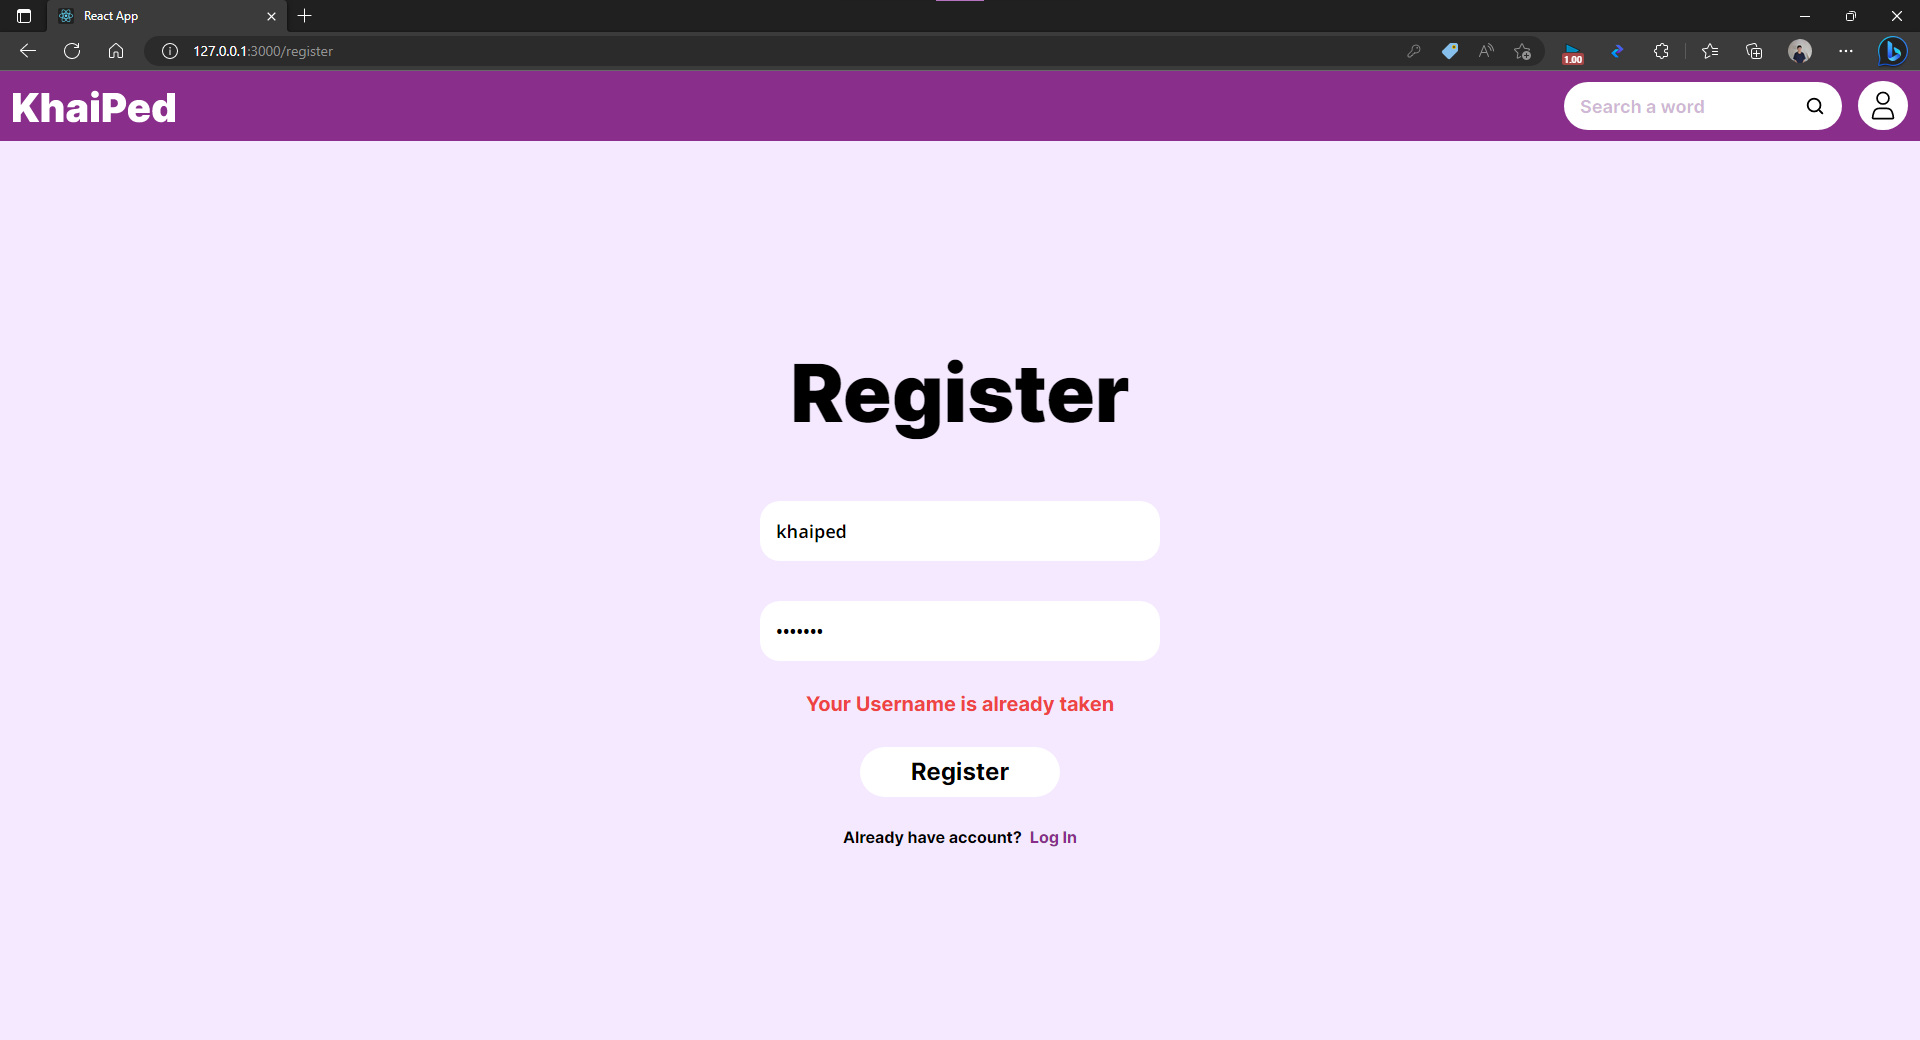 React App
127.0.0.1:3000/register
1.00
KhaiPed
Search a word
Register
khaiped
•••••••
Your Username is already taken
Register
Already have account? Log In